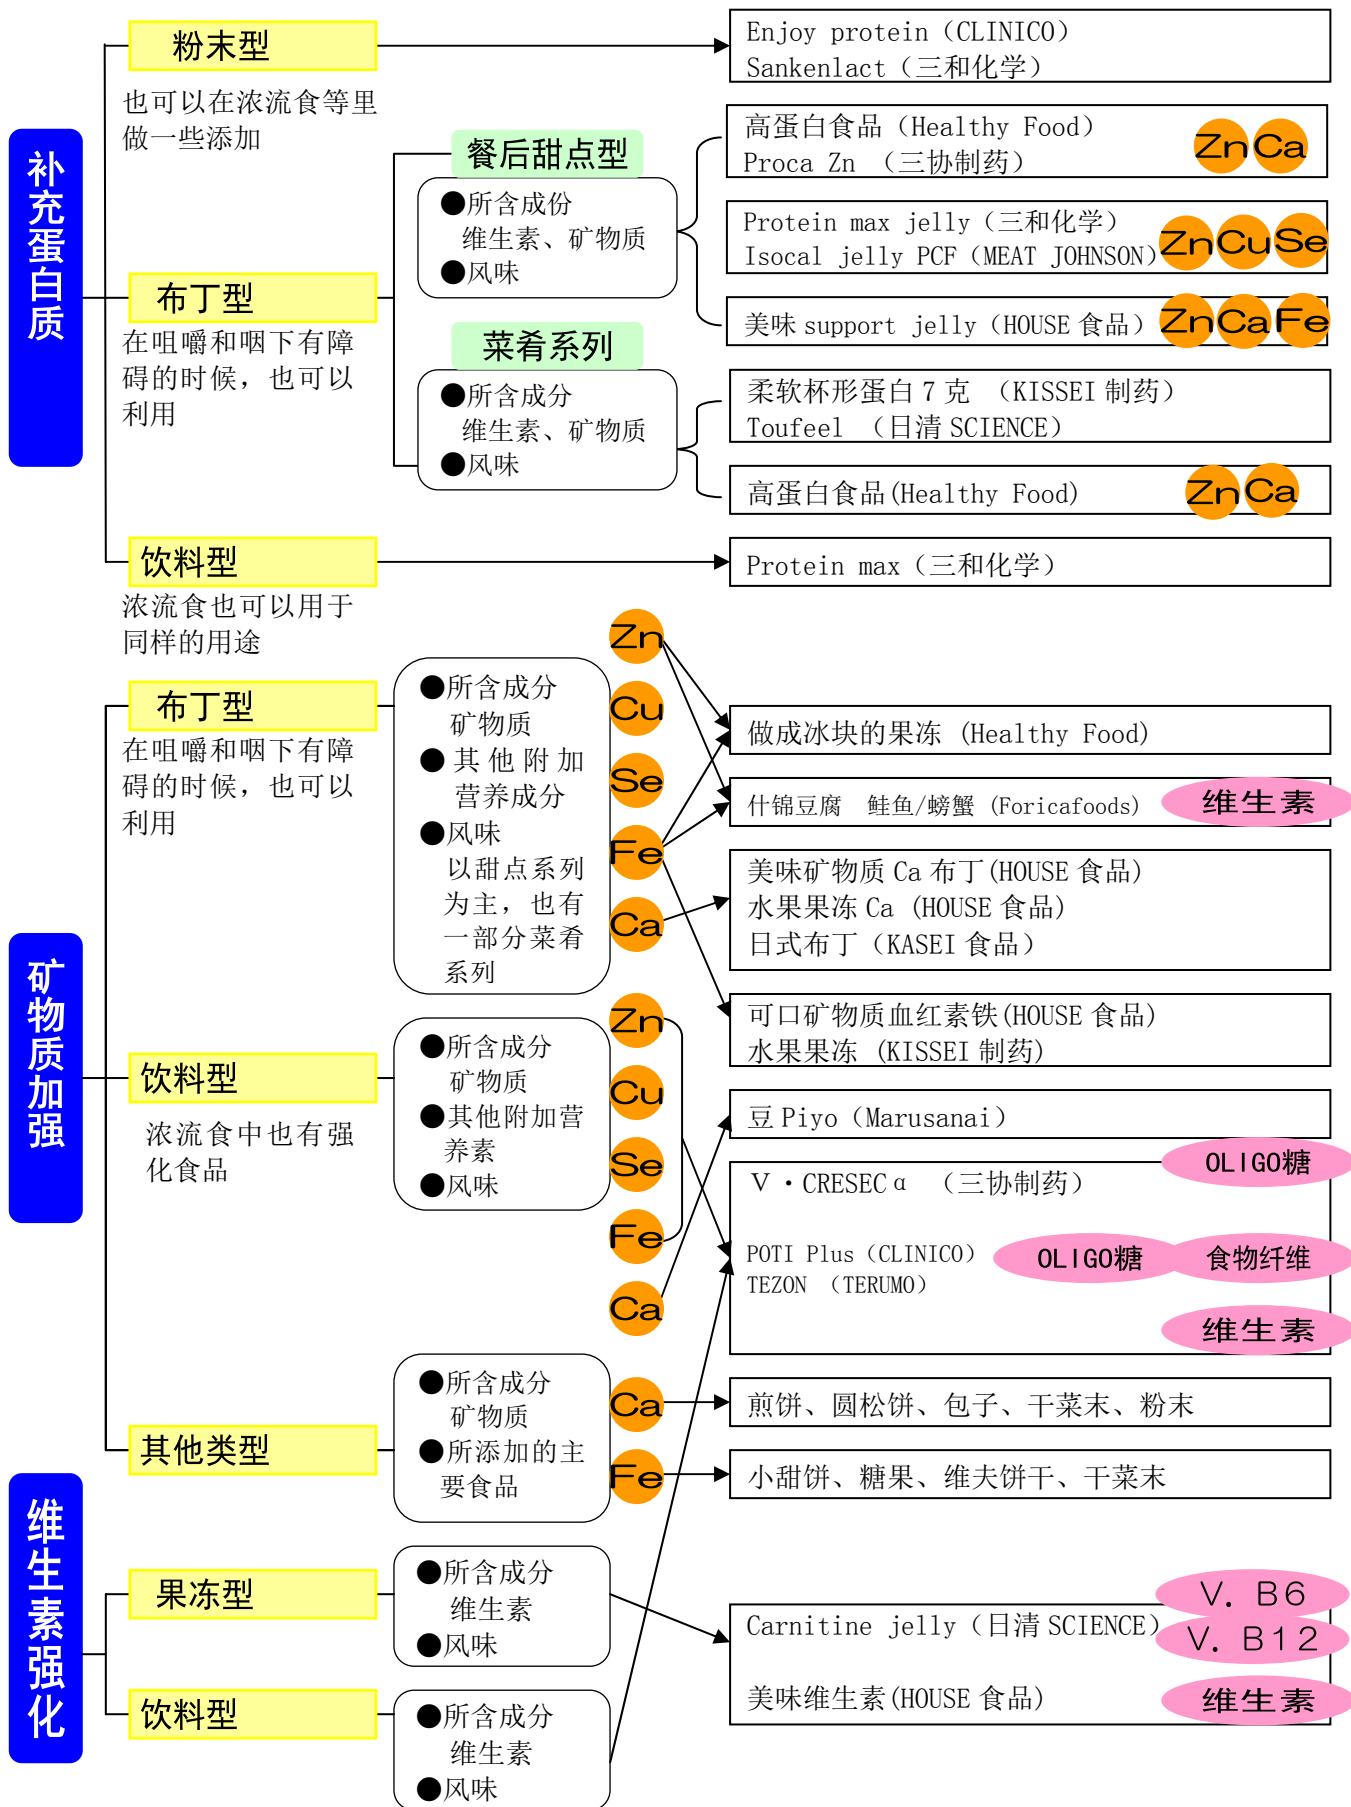 补充蛋白质
粉末型
也可以在浓流食等里
做一些添加
Enjoy protein（CLINICO）
Sankenlact（三和化学）
布丁型
在咀嚼和咽下有障
碍的时候，也可以
利用
餐后甜点型
●所含成份
维生素、矿物质
●风味
高蛋白食品（Healthy Food）
Proca Zn （三协制药）
Zn Ca
Protein max jelly（三和化学）
Isocal jelly PCF（MEAT JOHNSON）
Zn Cu Se
美味 support jelly（HOUSE 食品）
Zn Ca Fe
菜肴系列
●所含成分
维生素、矿物质
●风味
柔软杯形蛋白 7 克 （KISSEI 制药）
Toufeel （日清 SCIENCE）
高蛋白食品(Healthy Food)
Zn Ca
饮料型
浓流食也可以用于
同样的用途
Protein max（三和化学）
矿物质加强
布丁型
在咀嚼和咽下有障
碍的时候，也可以
利用
●所含成分
矿物质
●其他附加
营养成分
●风味
以甜点系列
为主，也有
一部分菜肴
系列
Zn
Cu
Se
Fe
Ca
做成冰块的果冻 (Healthy Food)
什锦豆腐 鲑鱼/螃蟹 (Foricafoods)
维生素
美味矿物质 Ca 布丁(HOUSE 食品)
水果果冻 Ca (HOUSE 食品)
日式布丁（KASEI 食品）
可口矿物质血红素铁(HOUSE 食品)
水果果冻 (KISSEI 制药)
饮料型
浓流食中也有强
化食品
●所含成分
矿物质
●其他附加营
养素
●风味
Zn
Cu
Se
Fe
Ca
豆 Piyo（Marusanai）
OLIGO糖
V・CRESEC α （三协制药）
POTI Plus（CLINICO）
OLIGO糖
食物纤维
TEZON （TERUMO）
维生素
其他类型
●所含成分
矿物质
●所添加的主
要食品
Ca
Fe
煎饼、圆松饼、包子、干菜末、粉末
小甜饼、糖果、维夫饼干、干菜末
维生素强化
果冻型
●所含成分
维生素
●风味
V. B6
Carnitine jelly（日清 SCIENCE）
V. B12
美味维生素(HOUSE 食品)
维生素
饮料型
●所含成分
维生素
●风味